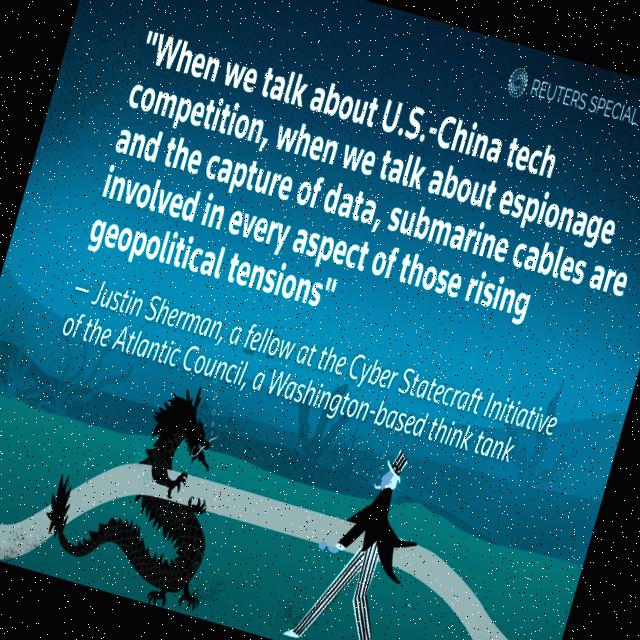 REUTERS SPECIAL
"When we talk about U.S.-China tech
competition, when we talk about espionage
and the capture of data, submarine cables are
involved in every aspect of those rising
geopolitical tensions"
– Justin Sherman, a fellow at the Cyber Statecraft Initiative
of the Atlantic Council, a Washington-based think tank